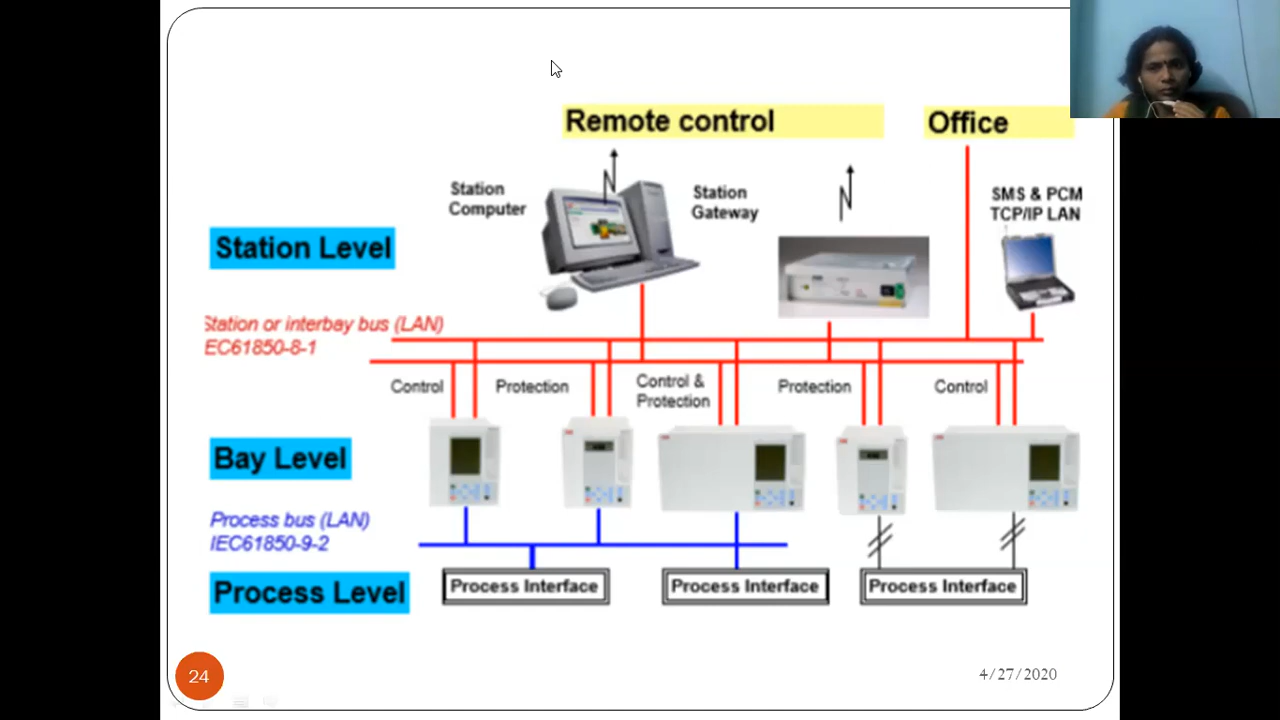 Remote control
Office
Station
Computer
Station
Gateway
SMS & PCM
TCP/IP LAN
Station Level
Station or interbay bus (LAN)
IEC61850-8-1
Control
Protection
Control &
Protection
Protection
Control
Bay Level
Process bus (LAN)
IEC61850-9-2
Process Level
Process Interface
Process Interface
Process Interface
24
4/27/2020